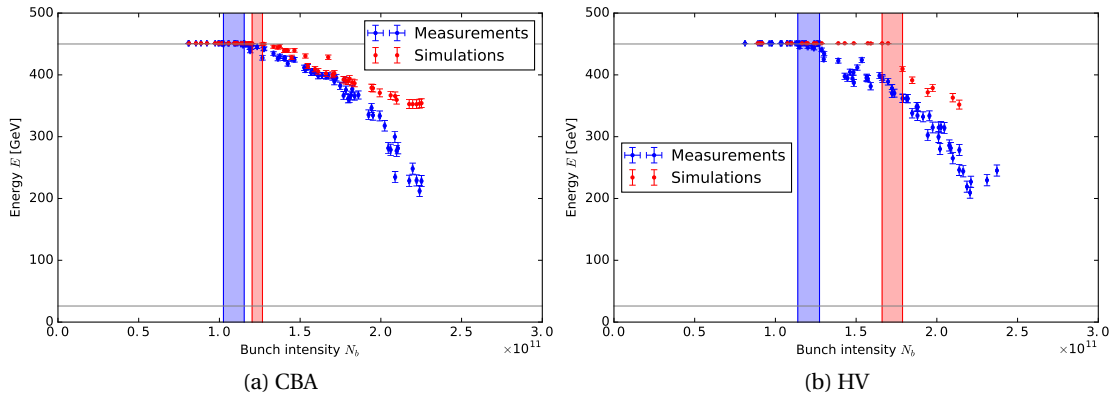 500
400
300
200
100
0
Energy E [GeV]
Measurements
Simulations
0.0 0.5 1.0 1.5 2.0 2.5 3.0
Bunch intensity N_b
×10^11
(a) CBA
500
400
300
200
100
0
Energy E [GeV]
Measurements
Simulations
0.0 0.5 1.0 1.5 2.0 2.5 3.0
Bunch intensity N_b
×10^11
(b) HV